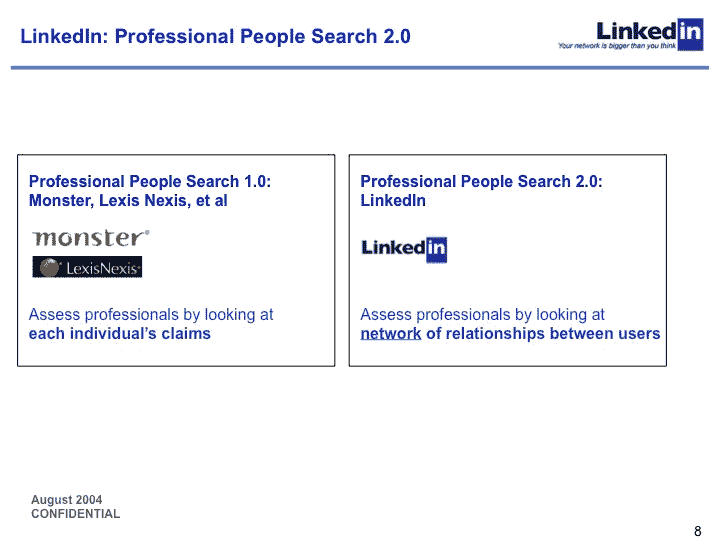 LinkedIn: Professional People Search 2.0
Linkedin
Your network is bigger than you think
Professional People Search 1.0:
Monster, Lexis Nexis, et al
monster®
LexisNexis®
Assess professionals by looking at
each individual's claims
Professional People Search 2.0:
LinkedIn
Linkedin
Assess professionals by looking at
network of relationships between users
August 2004
CONFIDENTIAL
8